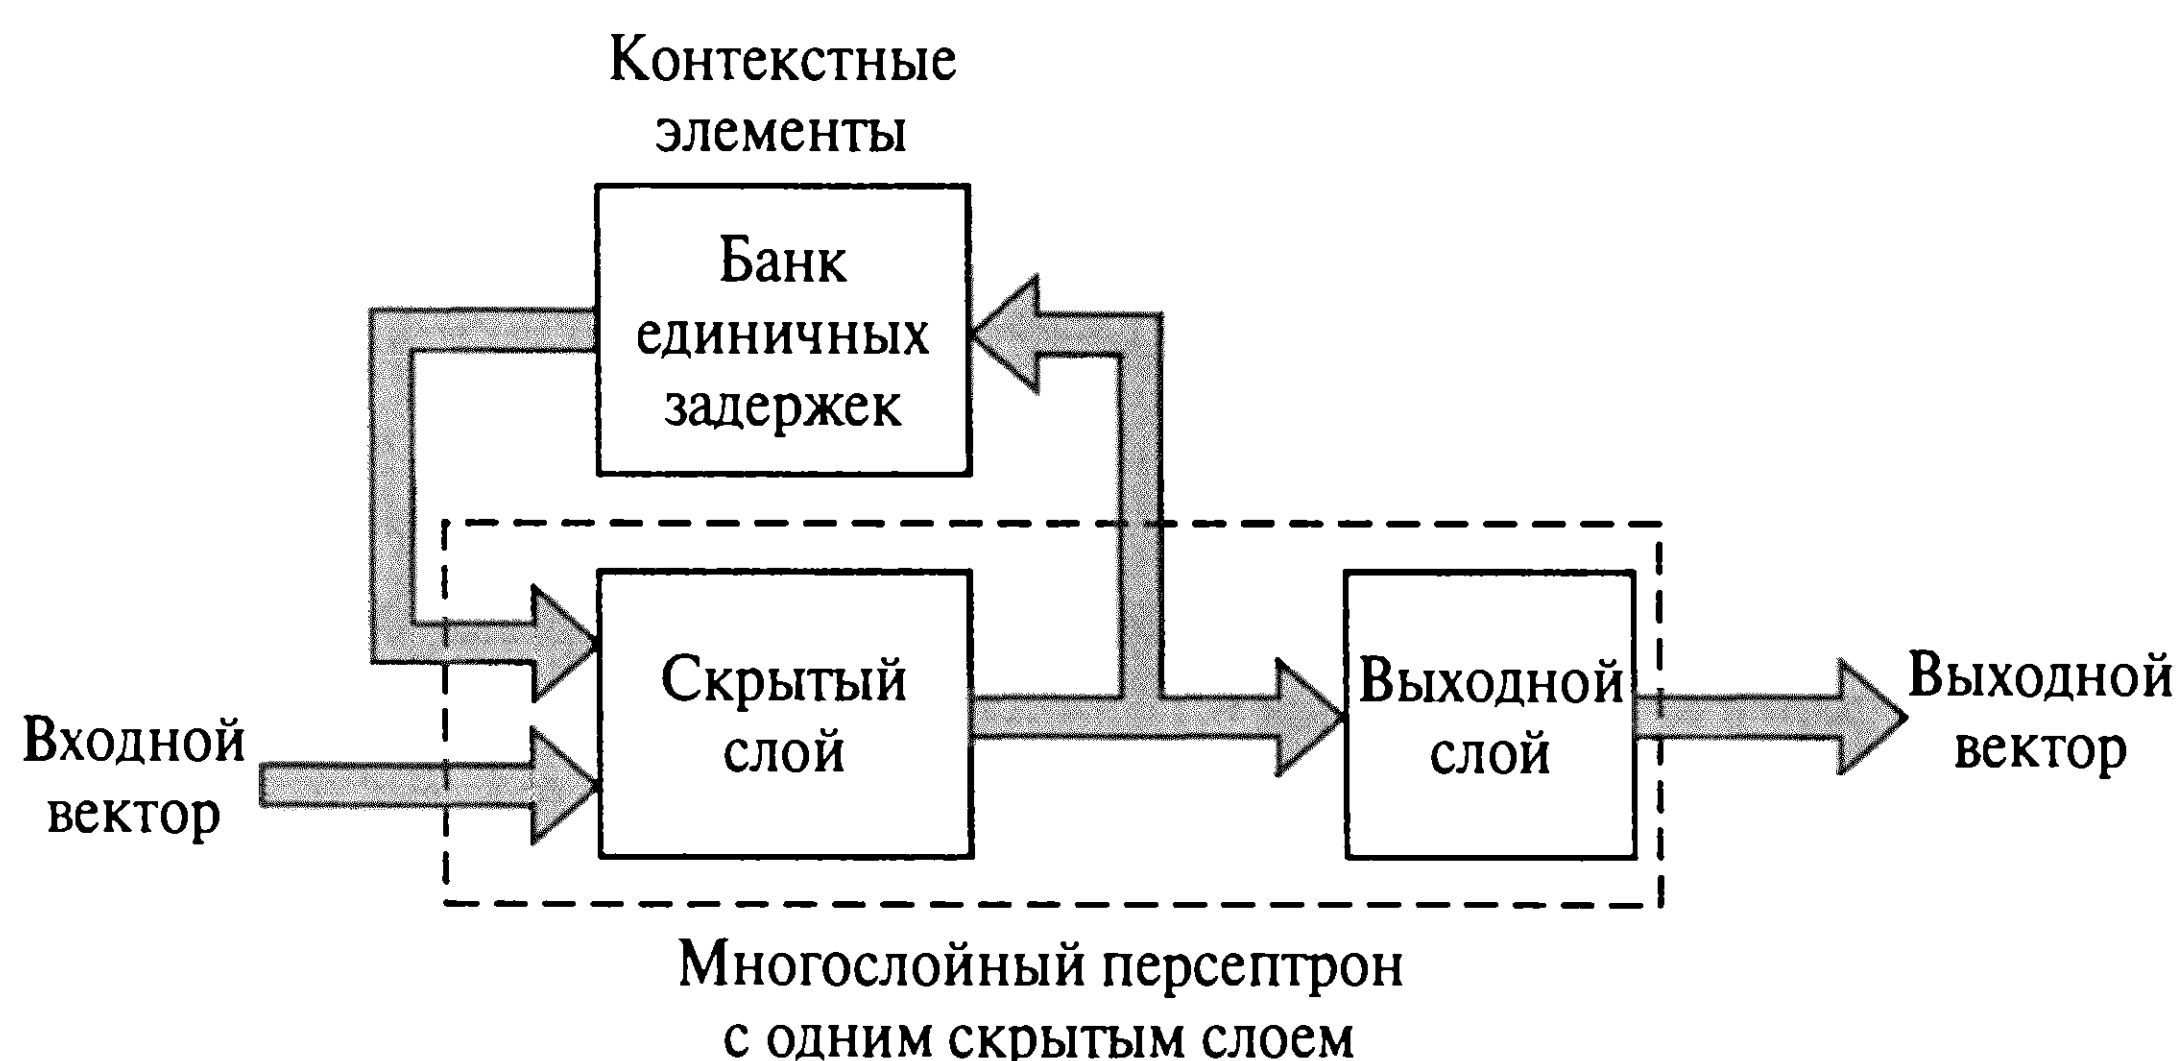 Контекстные
элементы
Банк
единичных
задержек
Скрытый
слой
Выходной
слой
Входной
вектор
Выходной
вектор
Многослойный персептрон
с одним скрытым слоем